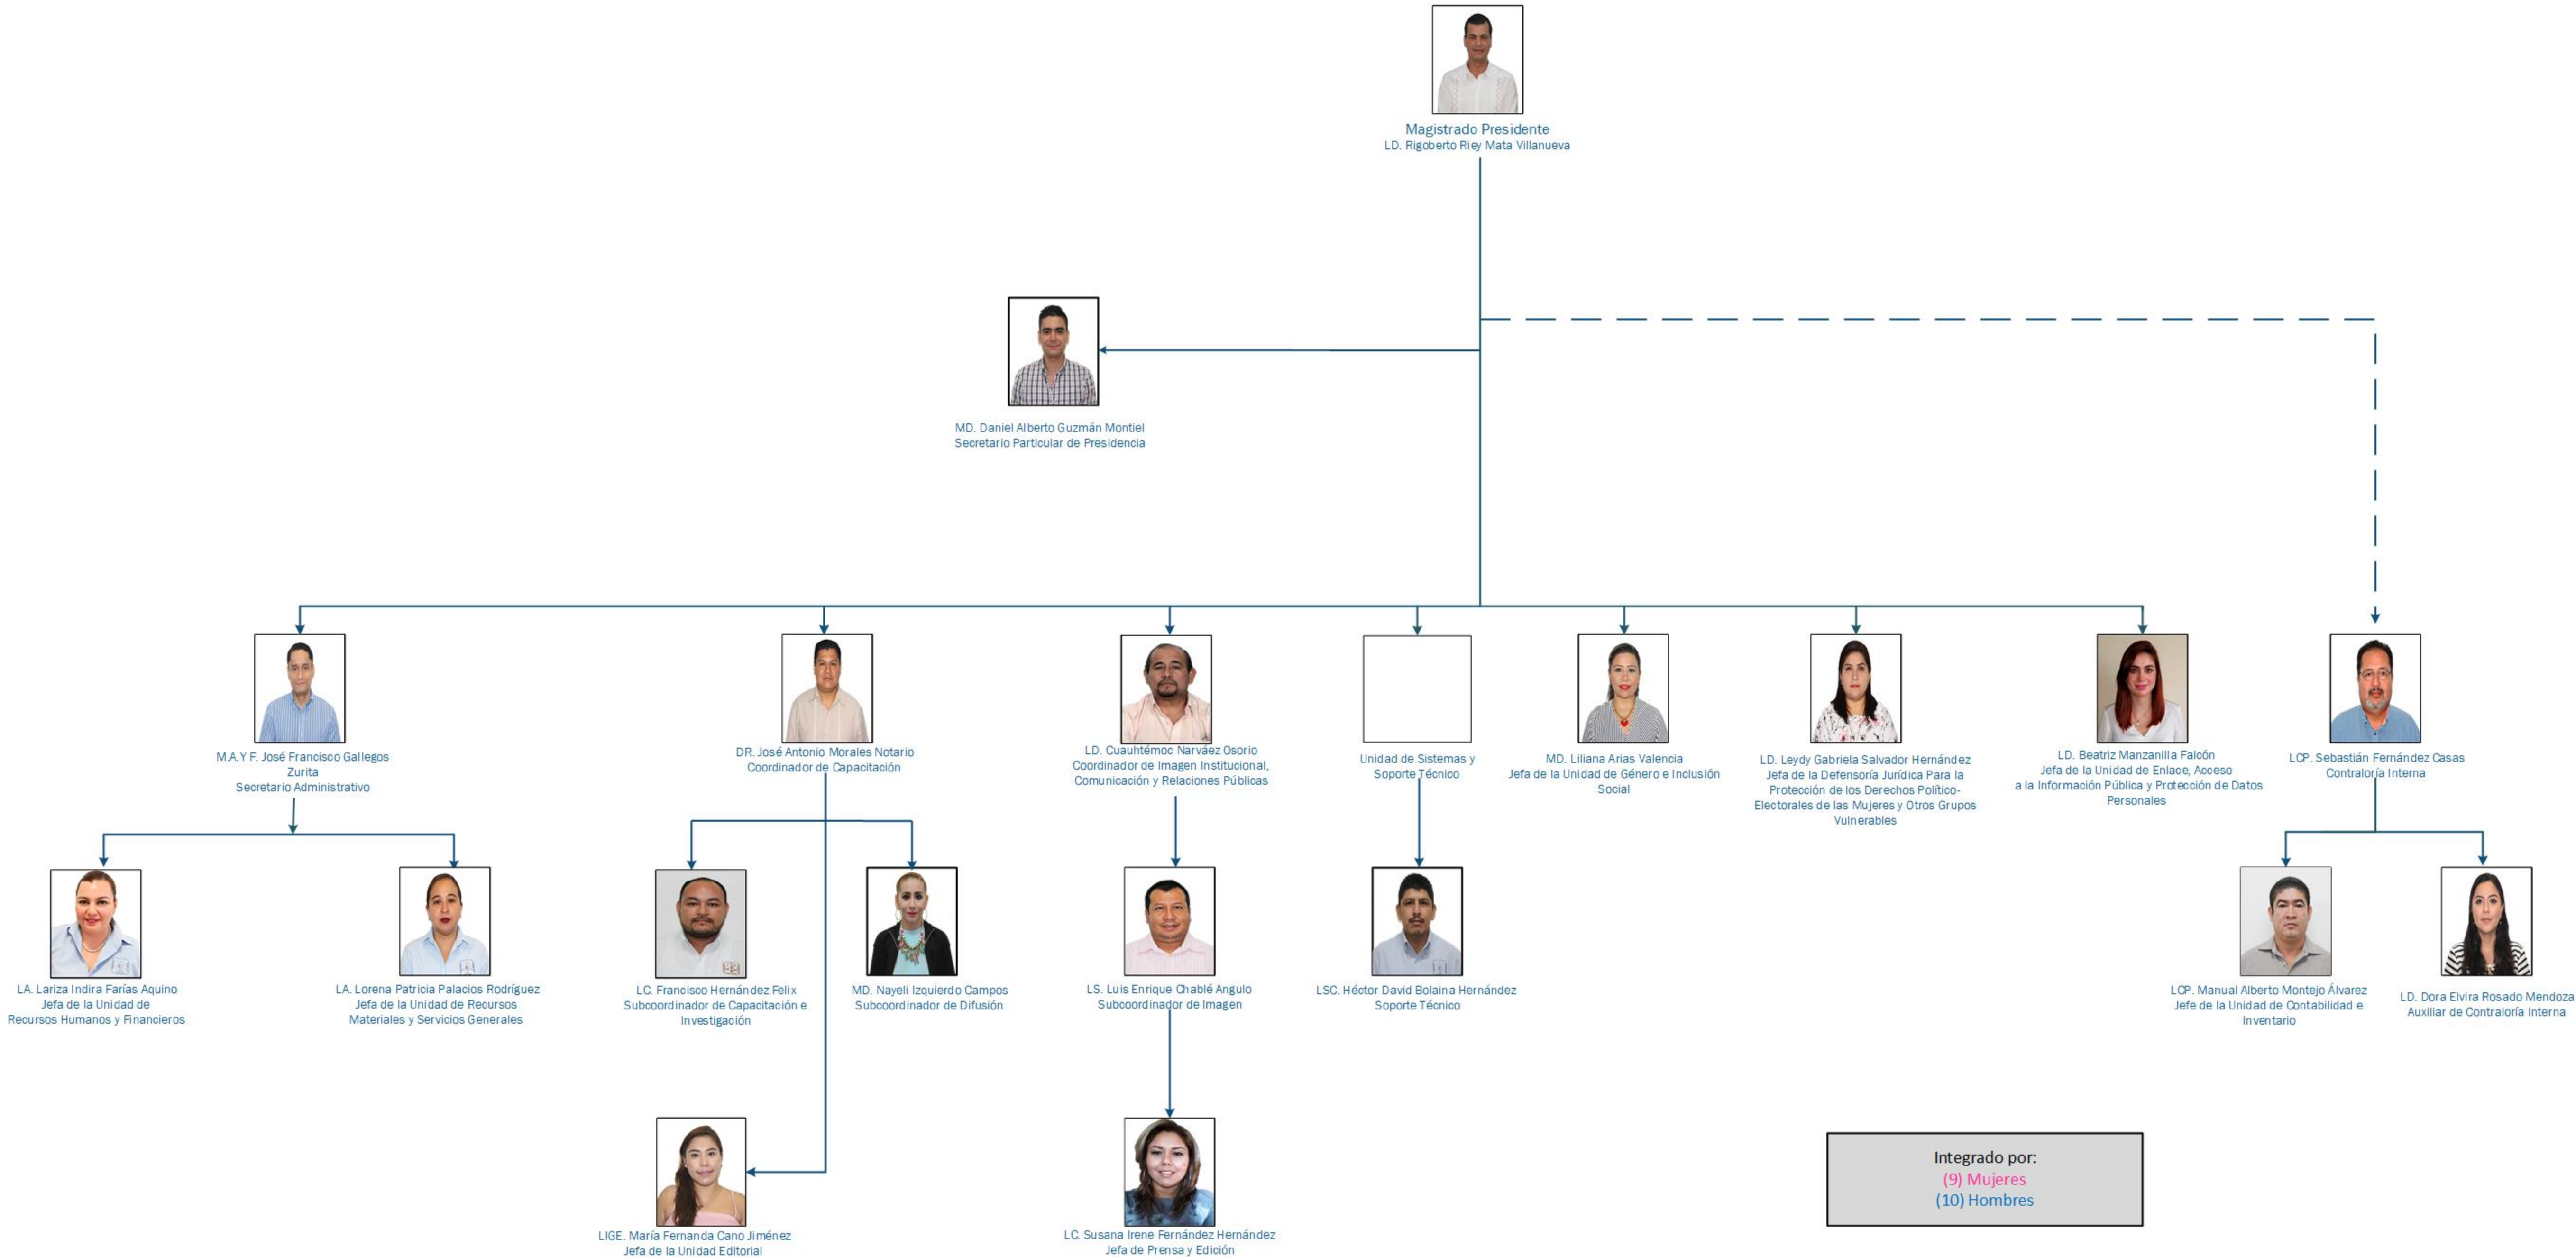 Magistrado Presidente
LD. Rigoberto Riey Mata Villanueva
MD. Daniel Alberto Guzmán Montiel
Secretario Particular de Presidencia
M.A.Y F. José Francisco Gallegos
Zurita
Secretario Administrativo
DR. José Antonio Morales Notario
Coordinador de Capacitación
LD. Cuauhtémoc Narváez Osorio
Coordinador de Imagen Institucional,
Comunicación y Relaciones Públicas
Unidad de Sistemas y
Soporte Técnico
MD. Liliana Arias Valencia
Jefa de la Unidad de Género e Inclusión
Social
LD. Leydy Gabriela Salvador Hernández
Jefa de la Defensoría Jurídica Para la
Protección de los Derechos Político-
Electorales de las Mujeres y Otros Grupos
Vulnerables
LD. Beatriz Manzanilla Falcón
Jefa de la Unidad de Enlace, Acceso
a la Información Pública y Protección de Datos
Personales
LCP. Sebastián Fernández Casas
Contraloría Interna
LA. Lariza Indira Farías Aquino
Jefa de la Unidad de
Recursos Humanos y Financieros
LA. Lorena Patricia Palacios Rodríguez
Jefa de la Unidad de Recursos
Materiales y Servicios Generales
LC. Francisco Hernández Felix
Subcoordinador de Capacitación e
Investigación
MD. Nayeli Izquierdo Campos
Subcoordinador de Difusión
LS. Luis Enrique Chablé Angulo
Subcoordinador de Imagen
LSC. Héctor David Bolaina Hernández
Soporte Técnico
LCP. Manual Alberto Montejo Álvarez
Jefe de la Unidad de Contabilidad e
Inventario
LD. Dora Elvira Rosado Mendoza
Auxiliar de Contraloría Interna
LIGE. María Fernanda Cano Jiménez
Jefa de la Unidad Editorial
LC. Susana Irene Fernández Hernández
Jefa de Prensa y Edición
Integrado por:
(9) Mujeres
(10) Hombres